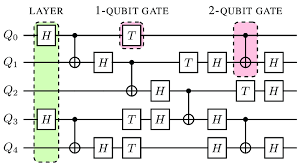 LAYER 1-QUBIT GATE 2-QUBIT GATE
Q₀ H T
Q₁ H T H
Q₂ H T H
Q₃ H T H H
Q₄ H T T H